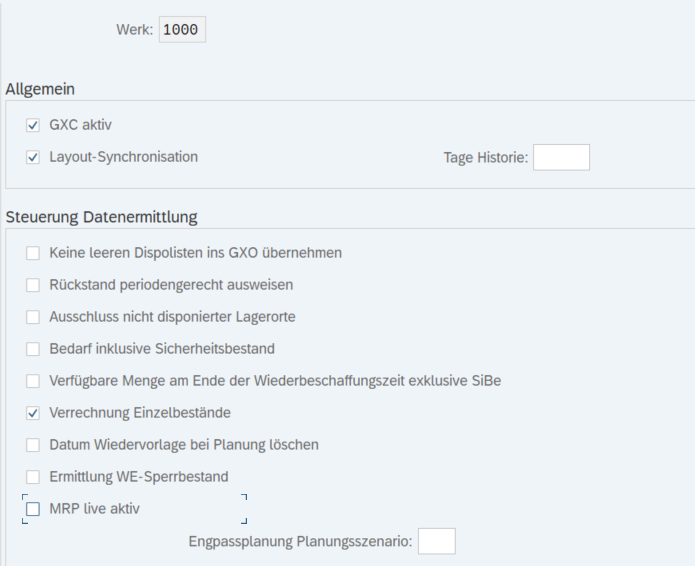 Werk: 1000
Allgemein
GXC aktiv
Layout-Synchronisation Tage Historie:
Steuerung Datenermittlung
Keine leeren Dispolisten ins GXO übernehmen
Rückstand periodengerecht ausweisen
Ausschluss nicht disponierter Lagerorte
Bedarf inklusive Sicherheitsbestand
Verfügbare Menge am Ende der Wiederbeschaffungszeit exklusive SiBe
Verrechnung Einzelbestände
Datum Wiedervorlage bei Planung löschen
Ermittlung WE-Sperrbestand
MRP live aktiv
Engpassplanung Planungsszenario: